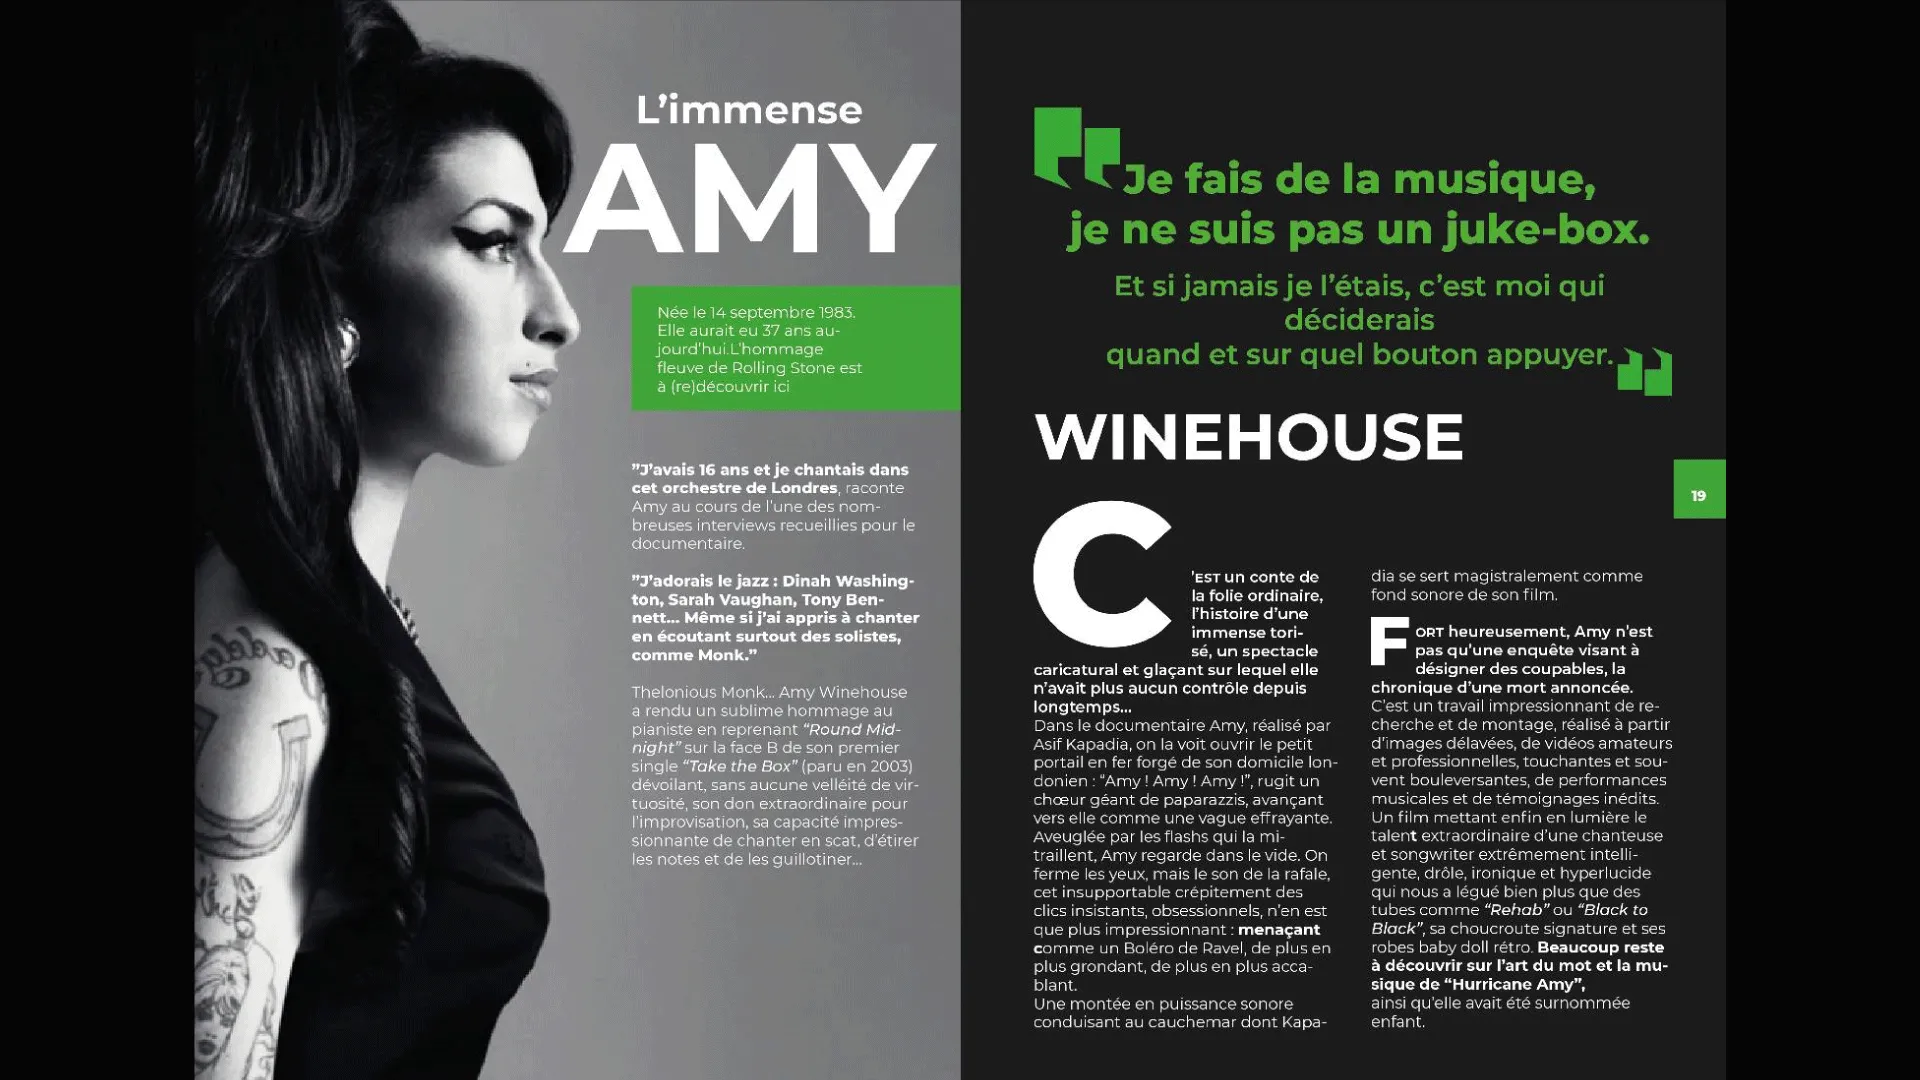 L'immense
AMY
Née le 14 septembre 1983.
Elle aurait eu 37 ans au-
jourd'hui.L'hommage
fleuve de Rolling Stone est
à (re)découvrir ici
”J'avais 16 ans et je chantais dans
cet orchestre de Londres, raconte
Amy au cours de l'une des nom-
breuses interviews recueillies pour le
documentaire.
”J'adorais le jazz : Dinah Washing-
ton, Sarah Vaughan, Tony Ben-
nett... Même si j'ai appris à chanter
en écoutant surtout des solistes,
comme Monk.”
Thelonious Monk... Amy Winehouse
a rendu un sublime hommage au
pianiste en reprenant “Round Mid-
night” sur la face B de son premier
single “Take the Box” (paru en 2003)
dévoilant, sans aucune velléité de vir-
tuosité, son don extraordinaire pour
l'improvisation, sa capacité impres-
sionnante de chanter en scat, d'étirer
les notes et de les guillotiner...
Je fais de la musique,
je ne suis pas un juke-box.
Et si jamais je l'étais, c'est moi qui
déciderais
quand et sur quel bouton appuyer.
WINEHOUSE
19
C'EST un conte de
la folie ordinaire,
l'histoire d'une
immense tori-
sé, un spectacle
caricatural et glaçant sur lequel elle
n'avait plus aucun contrôle depuis
longtemps...
Dans le documentaire Amy, réalisé par
Asif Kapadia, on la voit ouvrir le petit
portail en fer forgé de son domicile lon-
donien : “Amy ! Amy ! Amy !”, rugit un
chœur géant de paparazzis, avançant
vers elle comme une vague effrayante.
Aveuglée par les flashs qui la mi-
traillent, Amy regarde dans le vide. On
ferme les yeux, mais le son de la rafale,
cet insupportable crépitement des
clics insistants, obsessionnels, n'en est
que plus impressionnant : menaçant
comme un Boléro de Ravel, de plus en
plus grondant, de plus en plus acca-
blant.
Une montée en puissance sonore
conduisant au cauchemar dont Kapa-
dia se sert magistralement comme
fond sonore de son film.
FORT heureusement, Amy n'est
pas qu'une enquête visant à
désigner des coupables, la
chronique d'une mort annoncée.
C'est un travail impressionnant de re-
cherche et de montage, réalisé à partir
d'images délavées, de vidéos amateurs
et professionnelles, touchantes et sou-
vent bouleversantes, de performances
musicales et de témoignages inédits.
Un film mettant enfin en lumière le
talent extraordinaire d'une chanteuse
et songwriter extrêmement intelli-
gente, drôle, ironique et hyperlucide
qui nous a légué bien plus que des
tubes comme “Rehab” ou “Black to
Black”, sa choucroute signature et ses
robes baby doll rétro. Beaucoup reste
à découvrir sur l'art du mot et la mu-
sique de “Hurricane Amy”,
ainsi qu'elle avait été surnommée
enfant.